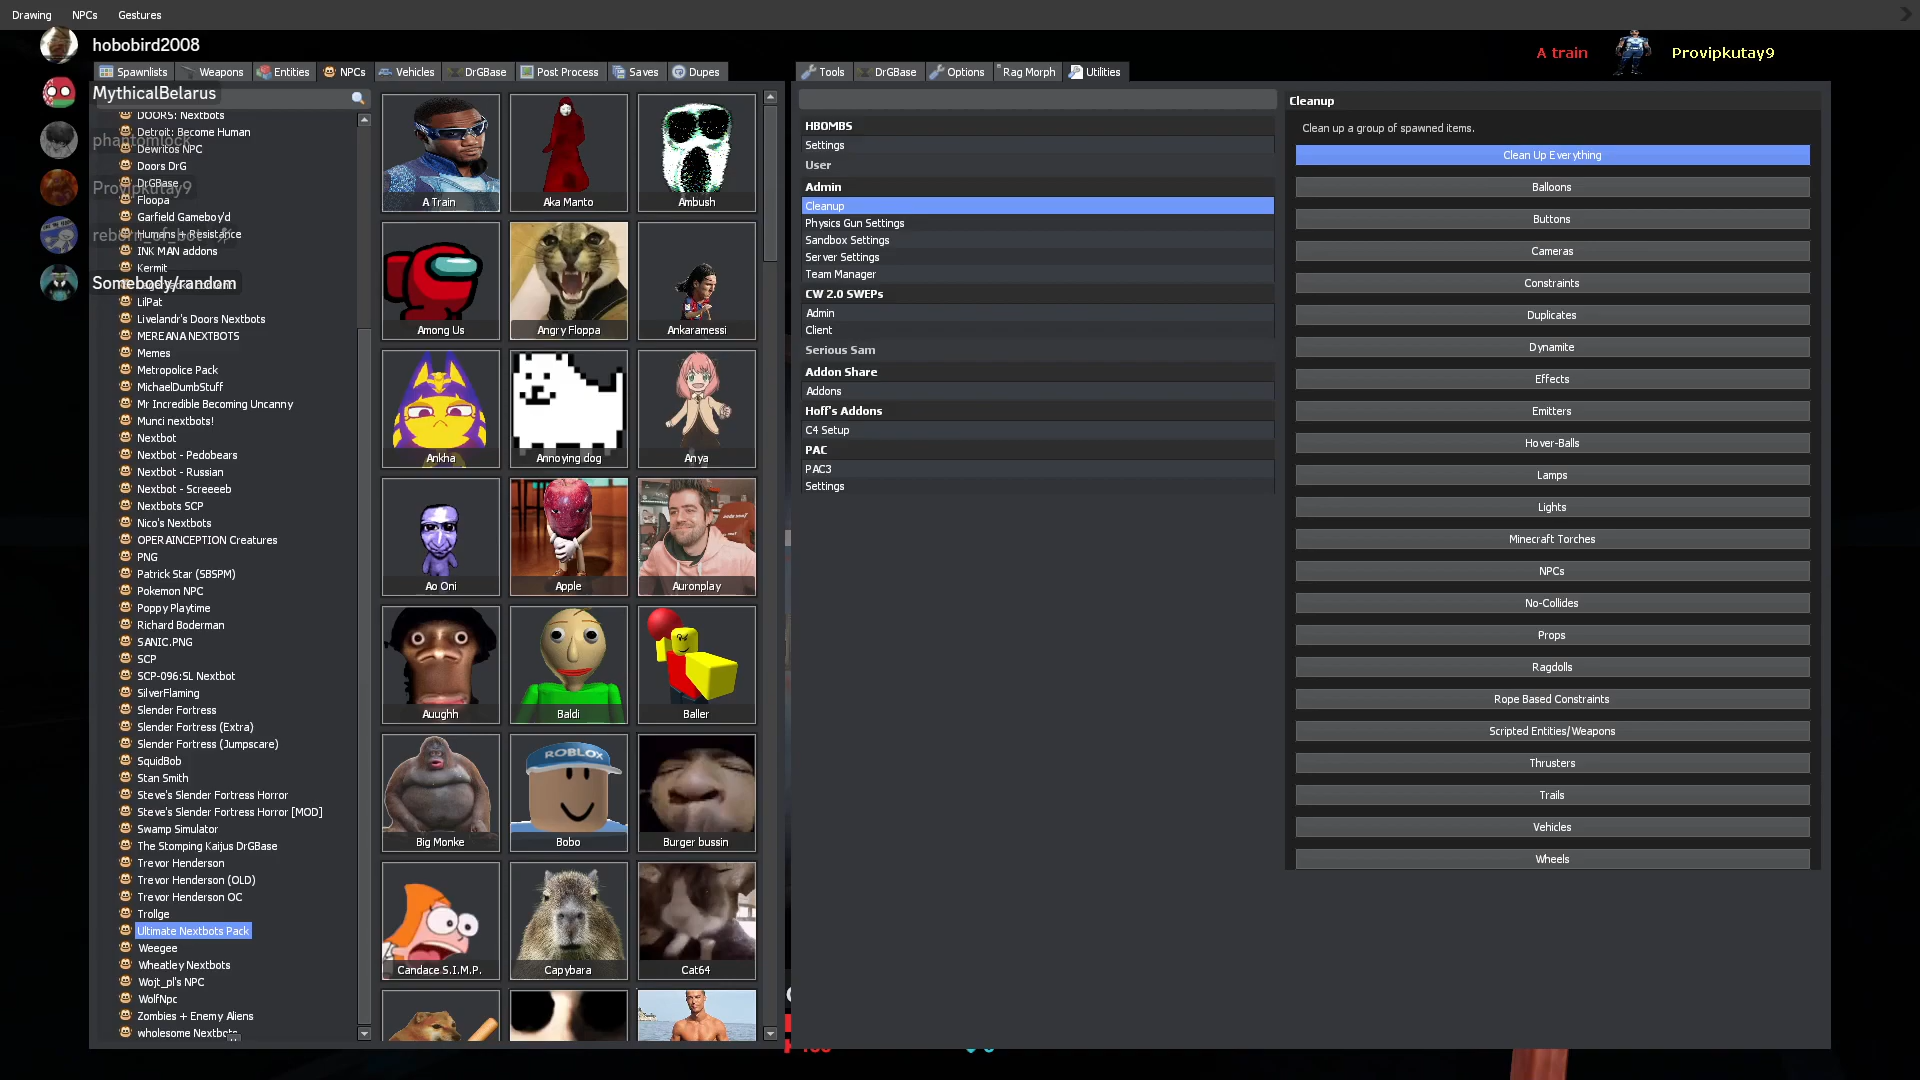 Drawing NPCs Gestures
hobobird2008
MythicalBelarus
phantomlock
Provipkutay9
Somebody/random
A train Provipkutay9
Spawnlists Weapons Entities NPCs Vehicles DrGBase Post Process Saves Dupes
DOORS: Nextbots
Detroit: Become Human
Dewritos NPC
Doors DrG
DrGBase
Floopa
Garfield Gameboy'd
Humans + Resistance
INK MAN addons
Kermit
LilPat
Livelandr's Doors Nextbots
MEREANA NEXTBOTS
Memes
Metropolice Pack
MichaelDumbStuff
Mr Incredible Becoming Uncanny
Munci nextbots!
Nextbot
Nextbot - Pedobears
Nextbot - Russian
Nextbot - Screeeeb
Nextbots SCP
Nico's Nextbots
OPERAINCEPTION Creatures
PNG
Patrick Star (SBSPM)
Pokemon NPC
Poppy Playtime
Richard Boderman
SANIC.PNG
SCP
SCP-096:SL Nextbot
SilverFlaming
Slender Fortress
Slender Fortress (Extra)
Slender Fortress (Jumpscare)
SquidBob
Stan Smith
Steve's Slender Fortress Horror
Steve's Slender Fortress Horror [MOD]
Swamp Simulator
The Stomping Kaijus DrGBase
Trevor Henderson
Trevor Henderson (OLD)
Trevor Henderson OC
Trollge
Ultimate Nextbots Pack
Weegee
Wheatley Nextbots
Wojt_pl's NPC
WolfNpc
Zombies + Enemy Aliens
wholesome Nextbots
A Train Aka Manto Ambush
Among Us Angry Floppa Ankaramessi
Ankha Annoying dog Anya
Ao Oni Apple Auronplay
Auughh Baldi Baller
ROBLOX
Big Monke Bobo Burger bussin
Candace S.I.M.P. Capybara Cat64
Tools DrGBase Options Rag Morph Utilities
HBOMBS
Settings
User
Admin
Cleanup
Physics Gun Settings
Sandbox Settings
Server Settings
Team Manager
CW 2.0 SWEPs
Admin
Client
Serious Sam
Addon Share
Addons
Hoff's Addons
C4 Setup
PAC
PAC3
Settings
Cleanup
Clean up a group of spawned items.
Clean Up Everything
Balloons
Buttons
Cameras
Constraints
Duplicates
Dynamite
Effects
Emitters
Hover-Balls
Lamps
Lights
Minecraft Torches
NPCs
No-Collides
Props
Ragdolls
Rope Based Constraints
Scripted Entities/Weapons
Thrusters
Trails
Vehicles
Wheels